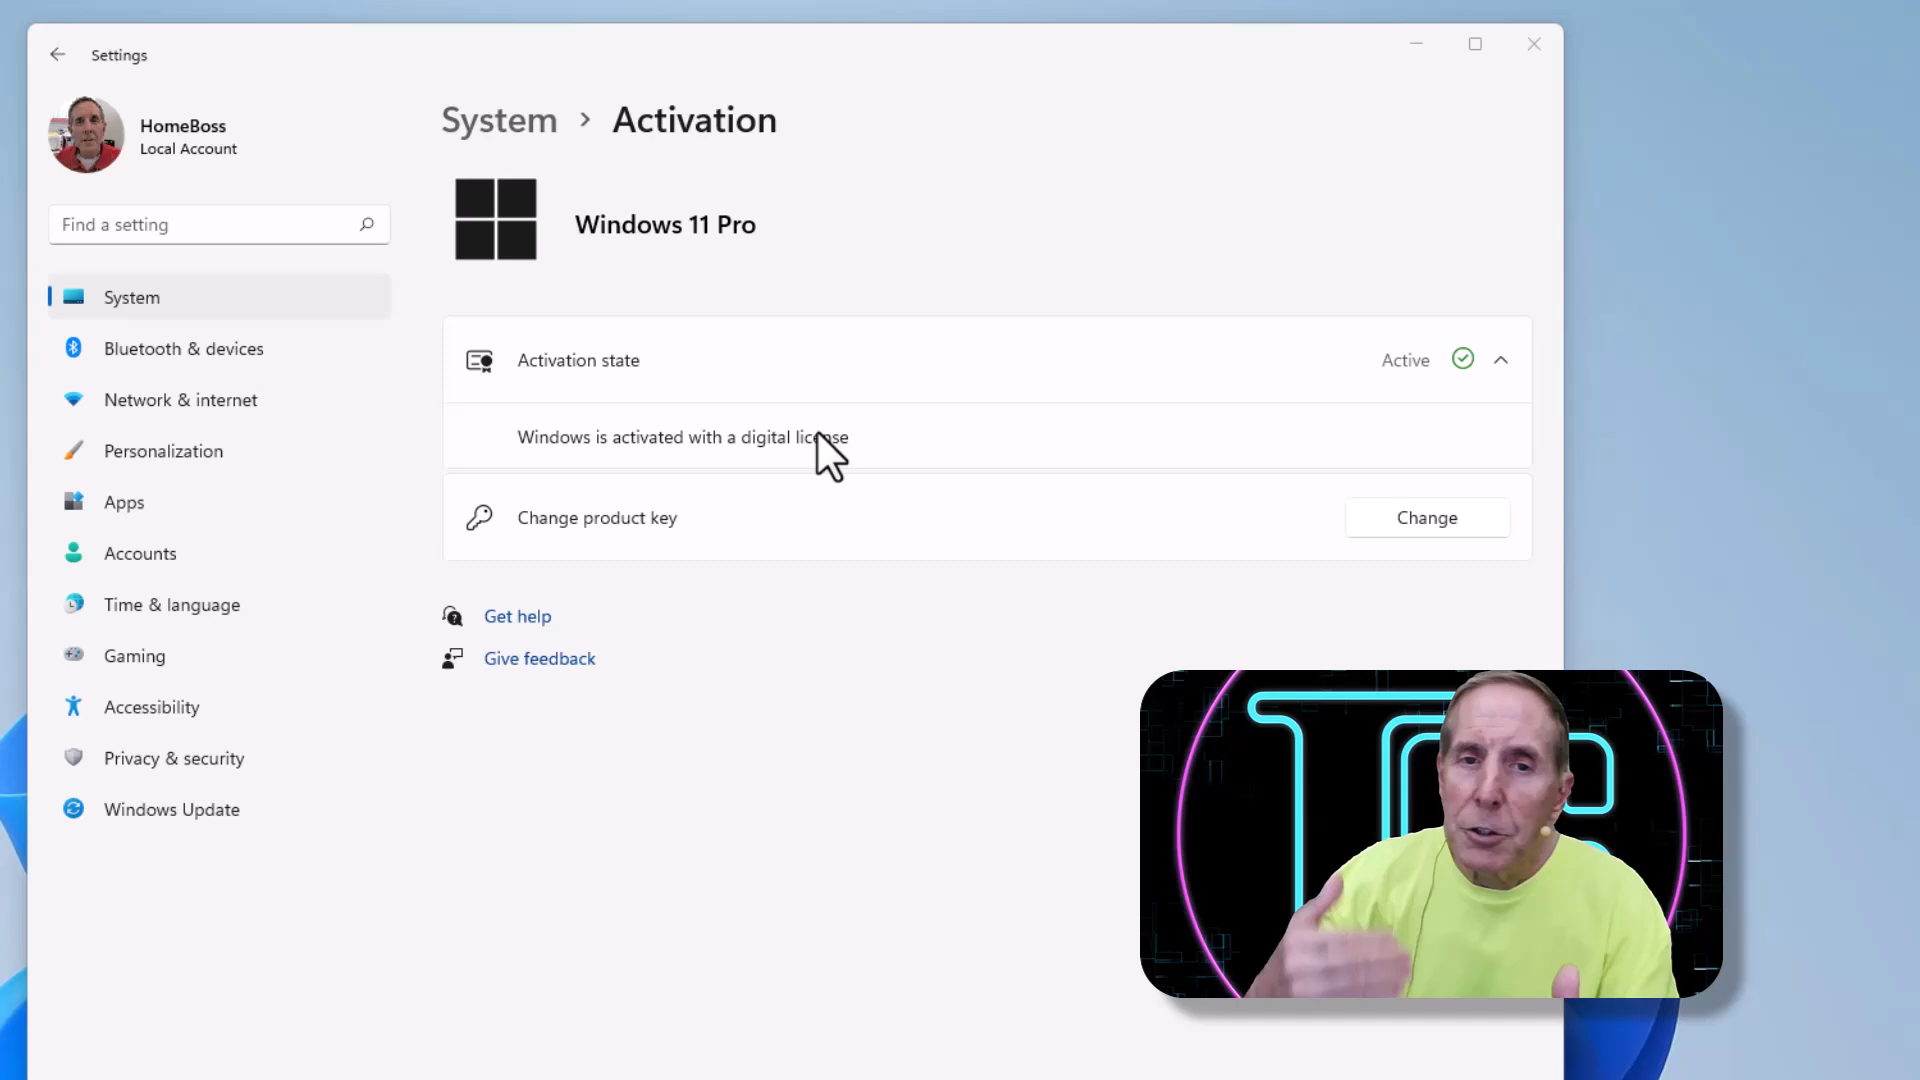 Settings
HomeBoss
Local Account
Find a setting
System
Bluetooth & devices
Network & internet
Personalization
Apps
Accounts
Time & language
Gaming
Accessibility
Privacy & security
Windows Update
System > Activation
Windows 11 Pro
Activation state
Active
Windows is activated with a digital license
Change product key
Change
Get help
Give feedback